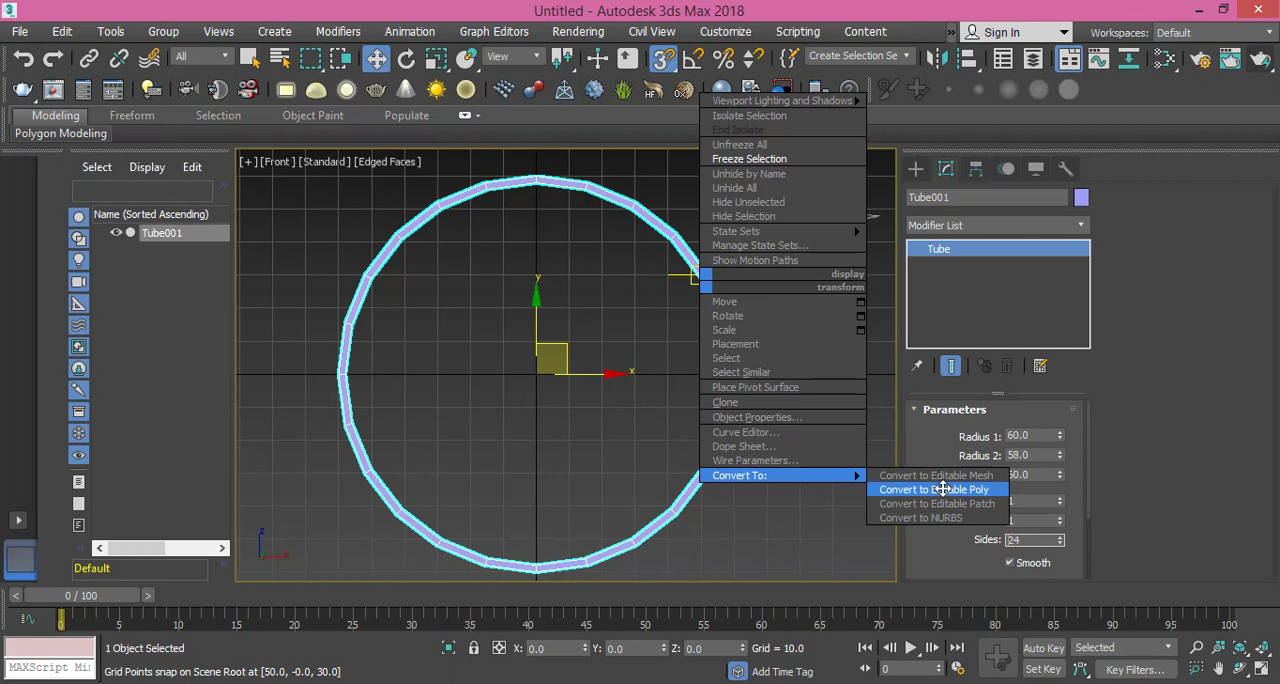 Untitled - Autodesk 3ds Max 2018
File Edit Tools Group Views Create Modifiers Animation Graph Editors Rendering Civil View Customize Scripting Content
Sign In
Workspaces: Default
All
View
Create Selection Se
Modeling Freeform Selection Object Paint Populate
Polygon Modeling
Select Display Edit
Name (Sorted Ascending)
Tube001
Default
[+] [Front ] [Standard ] [Edged Faces ]
y
x
z
Viewport Lighting and Shadows
Isolate Selection
End Isolate
Unfreeze All
Freeze Selection
Unhide by Name
Unhide All
Hide Unselected
Hide Selection
State Sets
Manage State Sets...
Show Motion Paths
display
transform
Move
Rotate
Scale
Placement
Select
Select Similar
Place Pivot Surface
Clone
Object Properties...
Curve Editor...
Dope Sheet...
Wire Parameters...
Convert To:
Convert to Editable Mesh
Convert to Editable Poly
Convert to Editable Patch
Convert to NURBS
Tube001
Modifier List
Tube
Parameters
Radius 1: 60.0
Radius 2: 58.0
Sides: 24
Smooth
0 / 100
0 5 10 15 20 25 30 35 40 45 50 55 60 65 70 75 80 85 90 95 100
1 Object Selected
X: 0.0 Y: 0.0 Z: 0.0 Grid = 10.0
MAXScript Mi
Grid Points snap on Scene Root at [50.0, -0.0, 30.0]
Add Time Tag
0
Auto Key Selected
Set Key Key Filters...